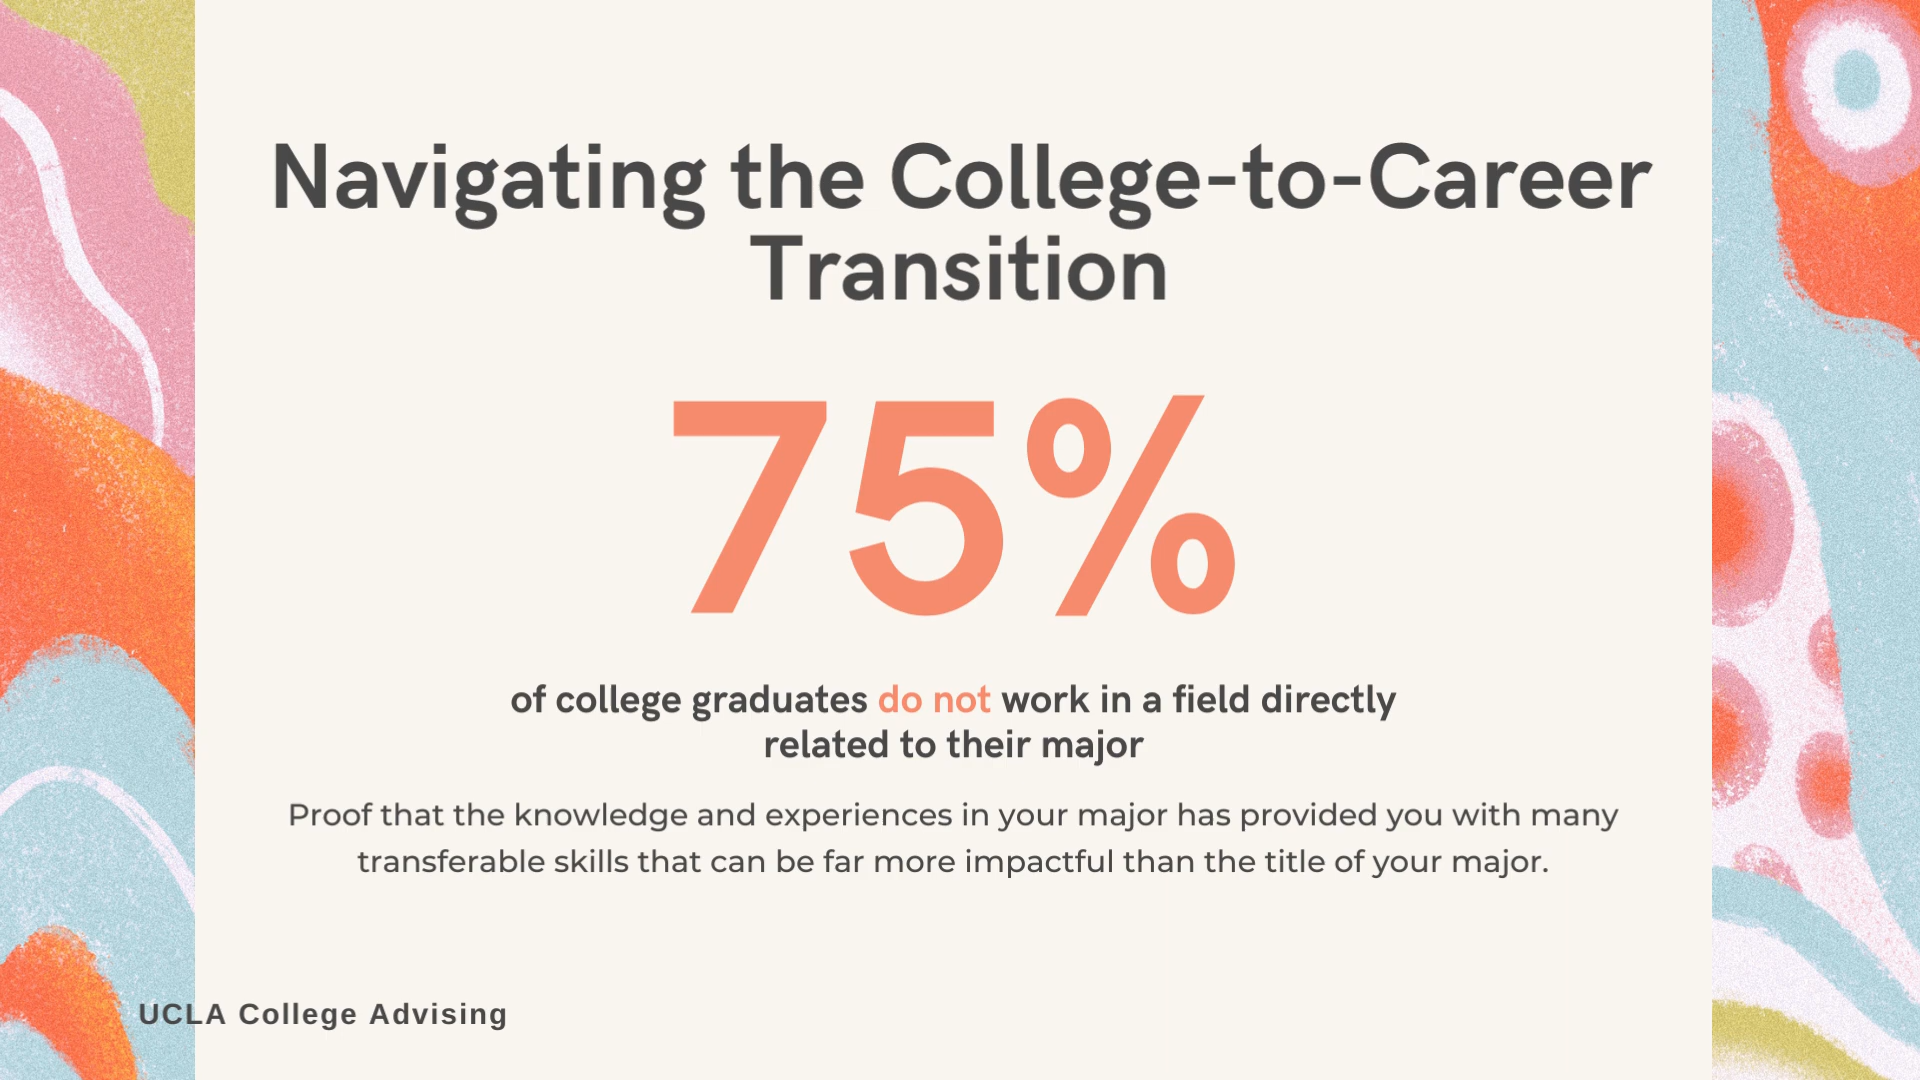 Navigating the College-to-Career
Transition
75%
of college graduates do not work in a field directly
related to their major
Proof that the knowledge and experiences in your major has provided you with many
transferable skills that can be far more impactful than the title of your major.
UCLA College Advising